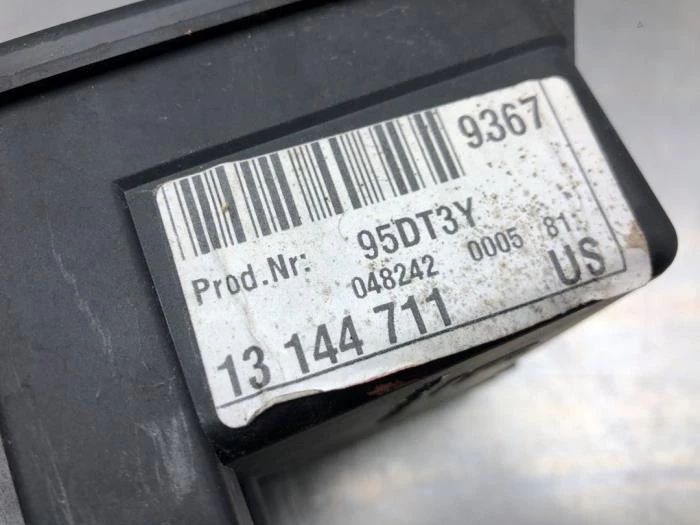 9367
Prod.Nr: 95DT3Y
048242 0005 81
13 144 711 US